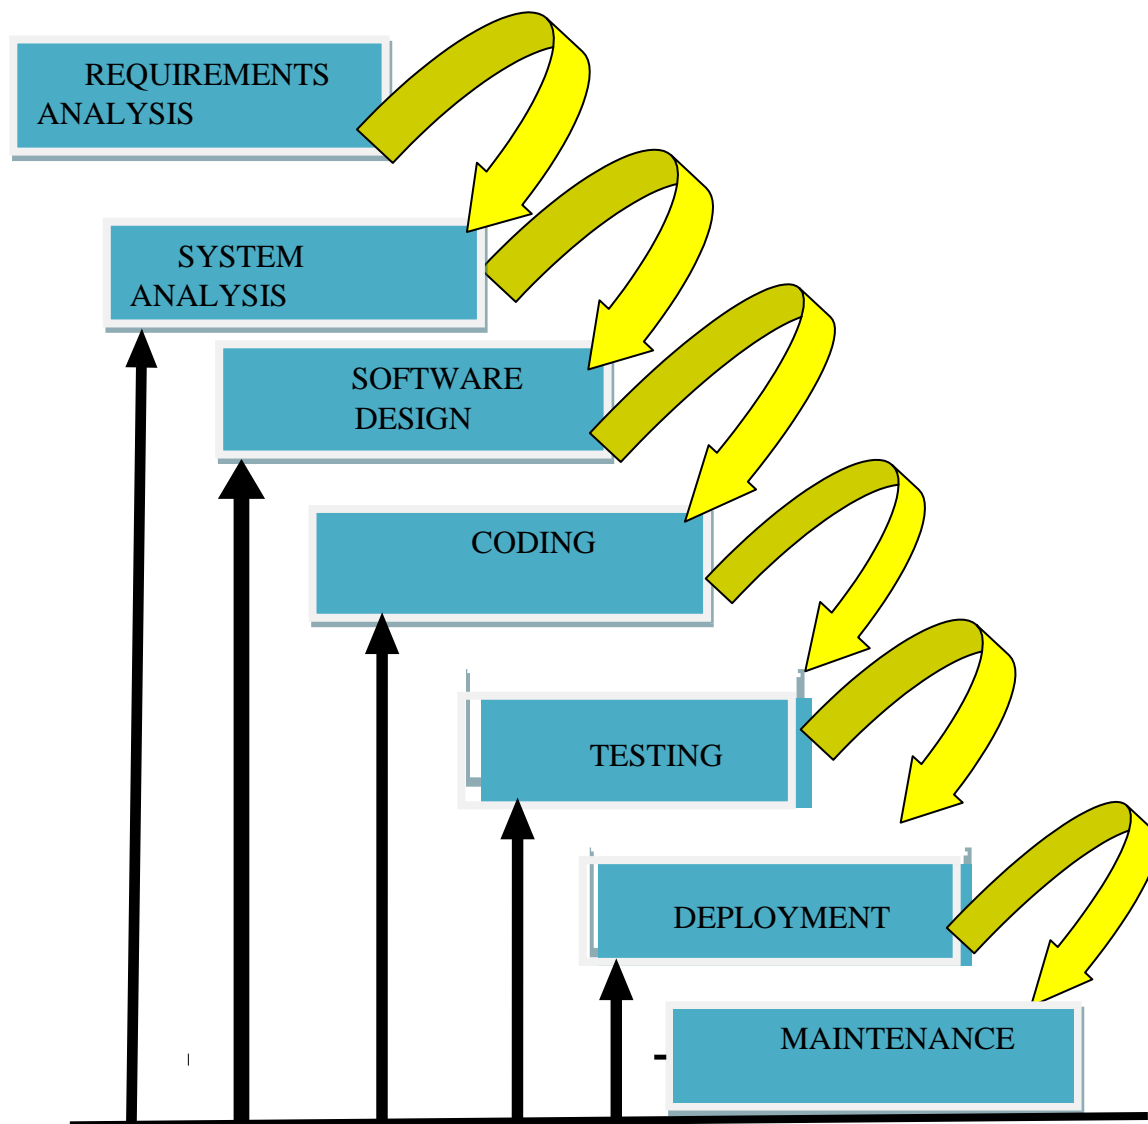 REQUIREMENTS
ANALYSIS
SYSTEM
ANALYSIS
SOFTWARE
DESIGN
CODING
TESTING
DEPLOYMENT
MAINTENANCE